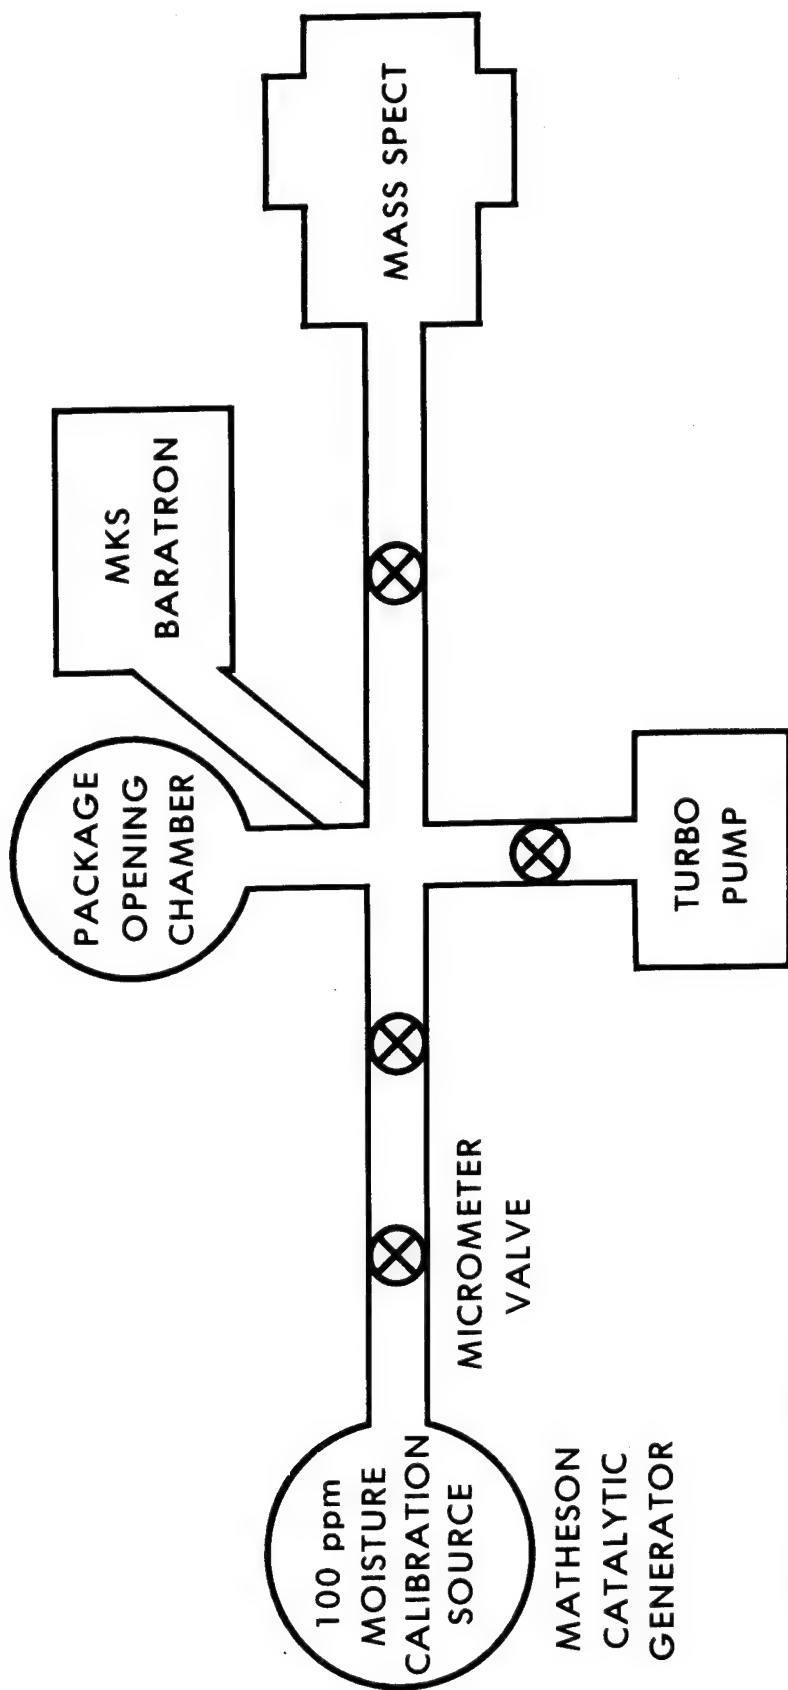 MASS SPECT
MKS
BARATRON
PACKAGE
OPENING
CHAMBER
TURBO
PUMP
MICROMETER
VALVE
100 ppm
MOISTURE
CALIBRATION
SOURCE
MATHESON
CATALYTIC
GENERATOR